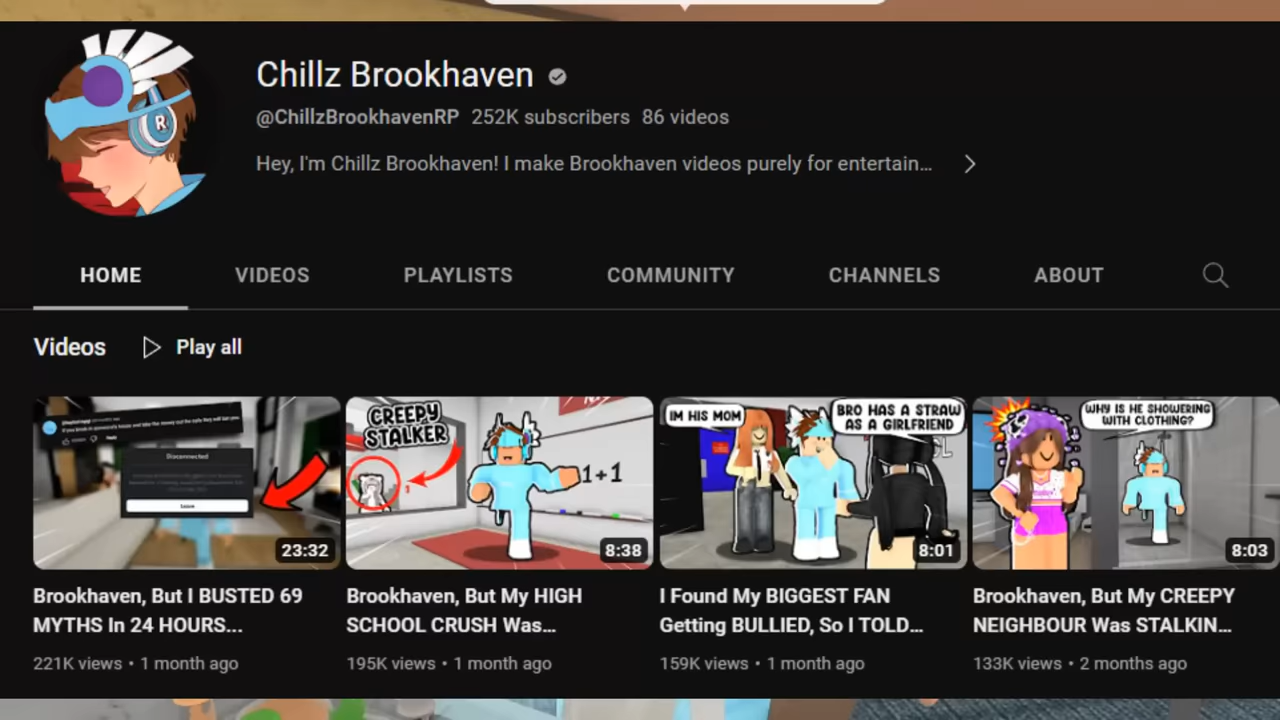 Chillz Brookhaven
@ChillzBrookhavenRP 252K subscribers 86 videos
Hey, I'm Chillz Brookhaven! I make Brookhaven videos purely for entertain…
R
HOME VIDEOS PLAYLISTS COMMUNITY CHANNELS ABOUT
Videos Play all
Disconnected
Leave
23:32
CREEPY
STALKER
1+1
8:38
IM HIS MOM
BRO HAS A STRAW
AS A GIRLFRIEND
8:01
WHY IS HE SHOWERING
WITH CLOTHING?
8:03
Brookhaven, But I BUSTED 69
MYTHS In 24 HOURS...
221K views • 1 month ago
Brookhaven, But My HIGH
SCHOOL CRUSH Was…
195K views • 1 month ago
I Found My BIGGEST FAN
Getting BULLIED, So I TOLD…
159K views • 1 month ago
Brookhaven, But My CREEPY
NEIGHBOUR Was STALKIN…
133K views • 2 months ago